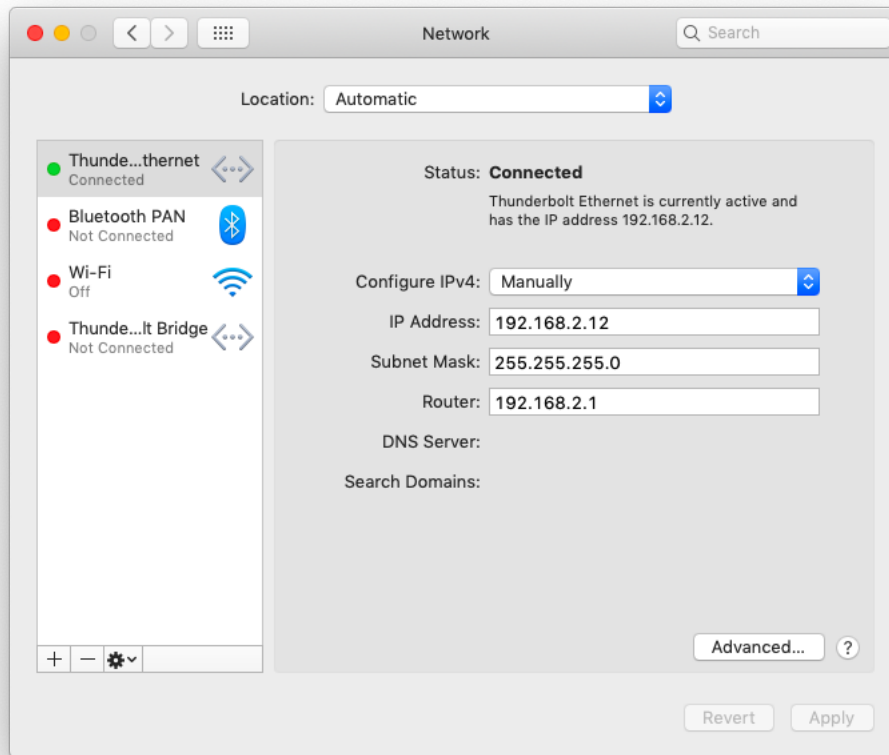 Network
Search
Location: Automatic
Thunde...thernet
Connected
Bluetooth PAN
Not Connected
Wi-Fi
Off
Thunde...lt Bridge
Not Connected
Status: Connected
Thunderbolt Ethernet is currently active and
has the IP address 192.168.2.12.
Configure IPv4: Manually
IP Address: 192.168.2.12
Subnet Mask: 255.255.255.0
Router: 192.168.2.1
DNS Server:
Search Domains:
Advanced... ?
Revert Apply